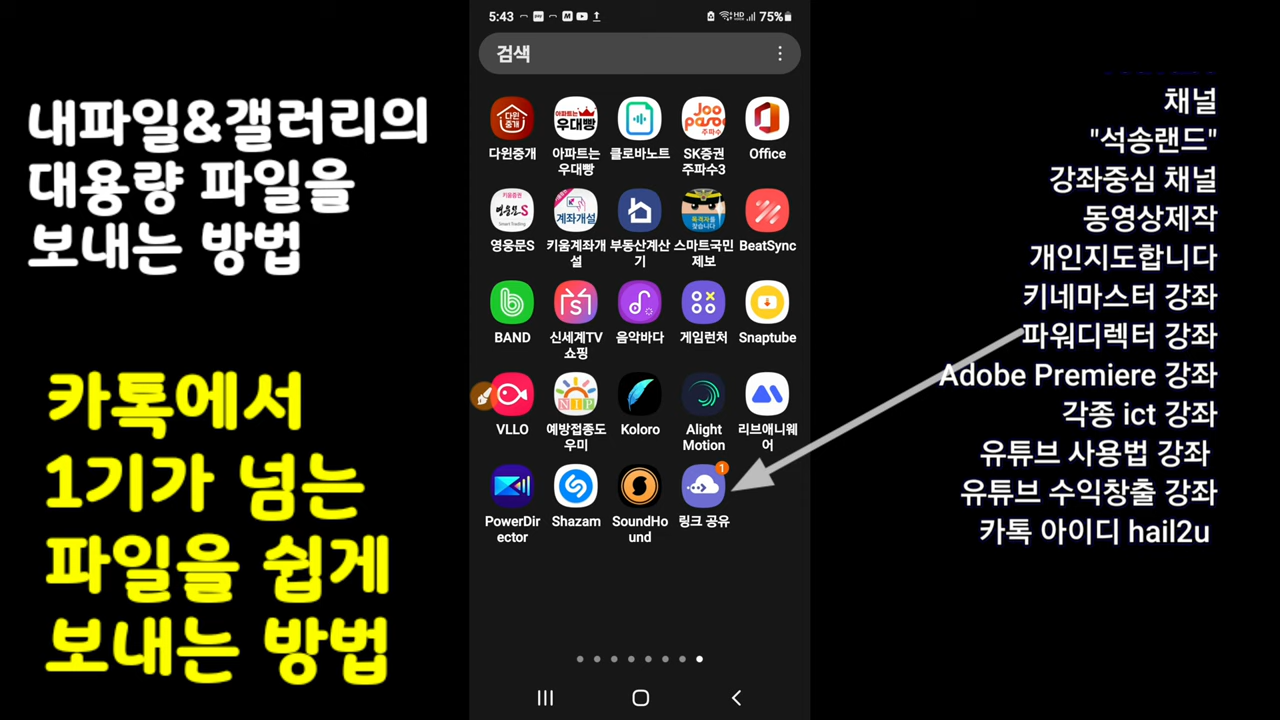 내파일&갤러리의
대용량 파일을
보내는 방법
카톡에서
1기가 넘는
파일을 쉽게
보내는 방법
5:43
75%
검색
다윈중개
아파트는
우대빵
클로바노트
SK증권
주파수3
Office
영웅문S
키움계좌개
설
부동산계산
기
스마트국민
제보
BeatSync
BAND
신세계TV
쇼핑
음악바다
게임런처
Snaptube
VLLO
예방접종도
우미
Koloro
Alight
Motion
리브애니웨
어
PowerDir
ector
Shazam
SoundHo
und
1
링크 공유
채널
"석송랜드"
강좌중심 채널
동영상제작
개인지도합니다
키네마스터 강좌
파워디렉터 강좌
Adobe Premiere 강좌
각종 ict 강좌
유튜브 사용법 강좌
유튜브 수익창출 강좌
카톡 아이디 hail2u